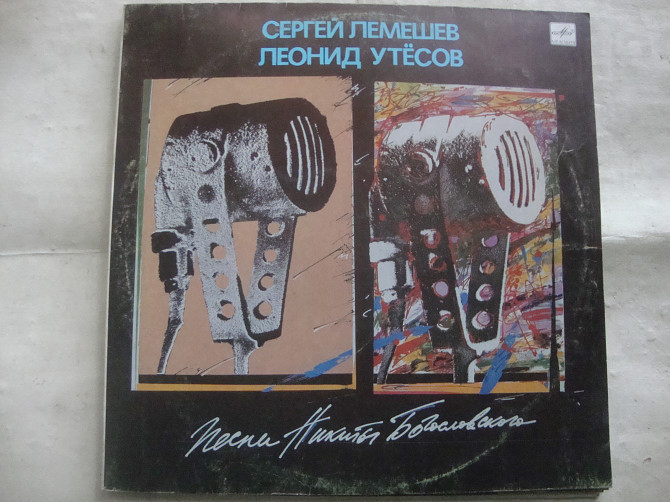 СЕРГЕЙ ЛЕМЕШЕВ
ЛЕОНИД УТЁСОВ
Песни Никиты Богословского